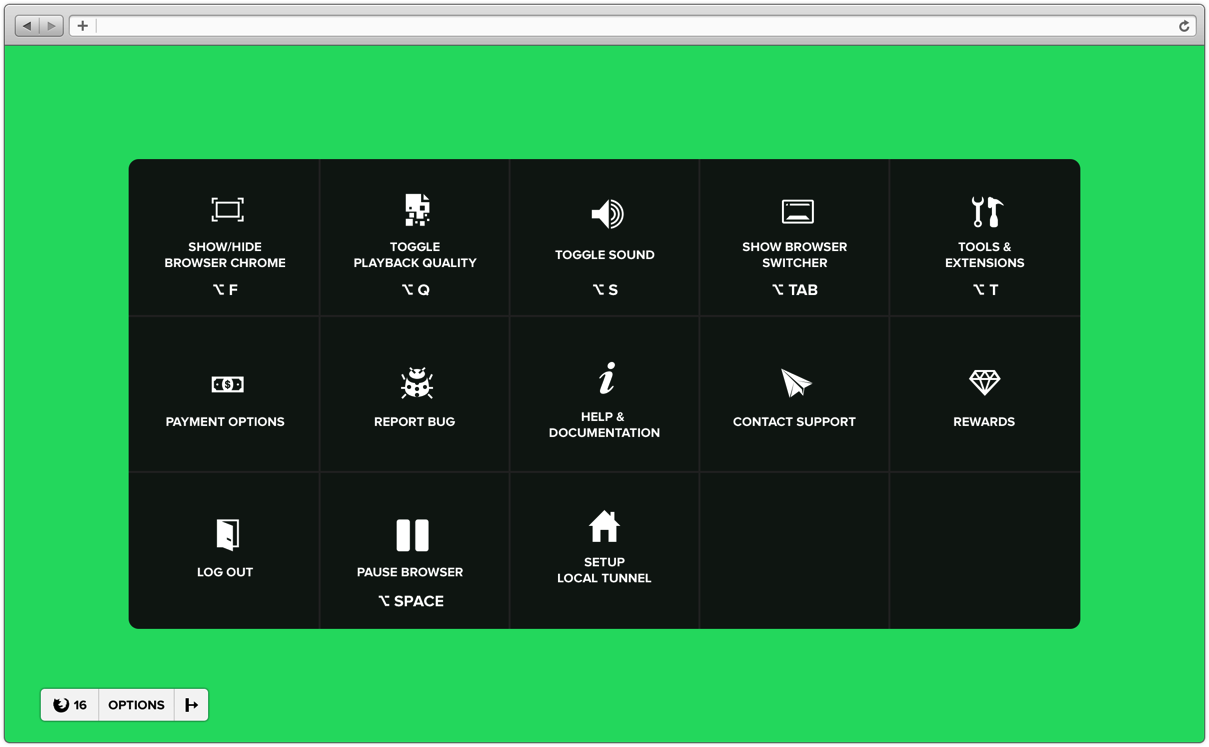 SHOW/HIDE
BROWSER CHROME
⌥ F
TOGGLE
PLAYBACK QUALITY
⌥ Q
TOGGLE SOUND
⌥ S
SHOW BROWSER
SWITCHER
⌥ TAB
TOOLS &
EXTENSIONS
⌥ T
PAYMENT OPTIONS
REPORT BUG
HELP &
DOCUMENTATION
CONTACT SUPPORT
REWARDS
LOG OUT
PAUSE BROWSER
⌥ SPACE
SETUP
LOCAL TUNNEL
16
OPTIONS